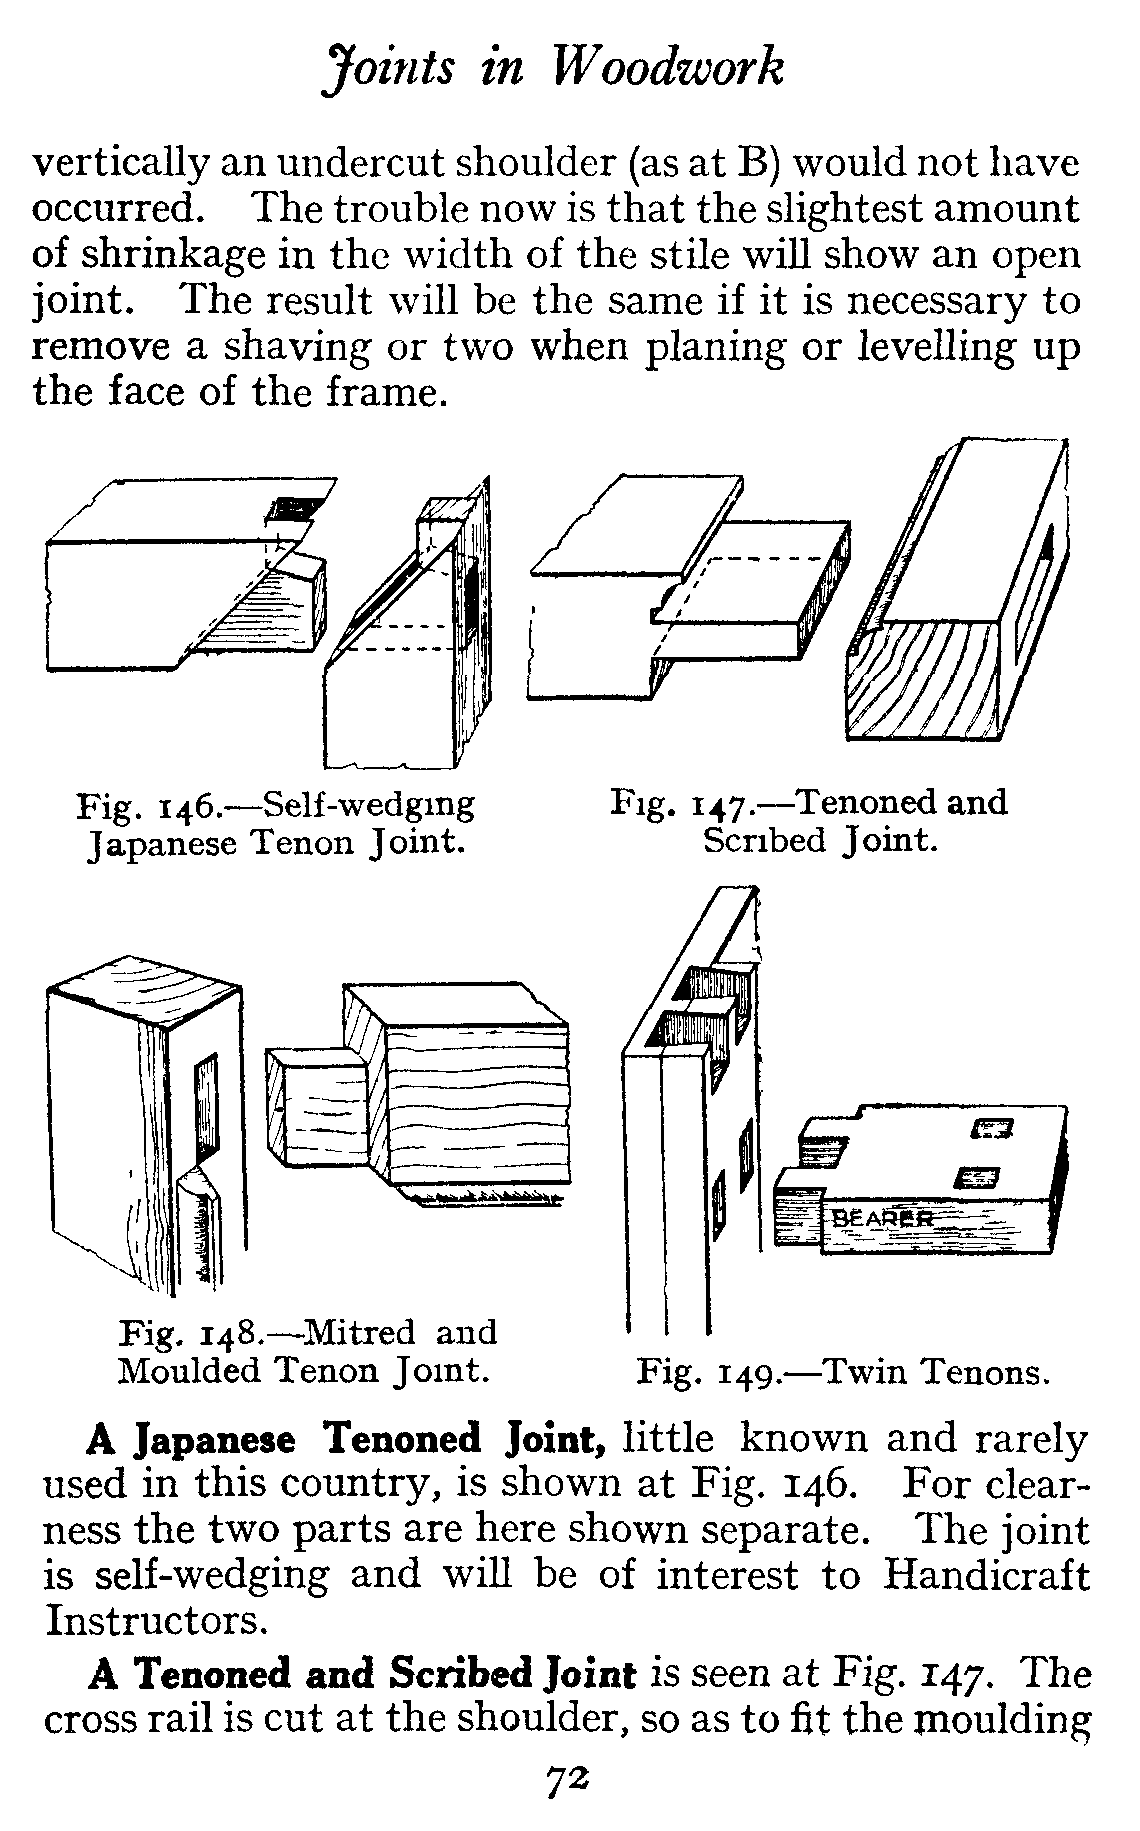 Joints in Woodwork
vertically an undercut shoulder (as at B) would not have
occurred. The trouble now is that the slightest amount
of shrinkage in the width of the stile will show an open
joint. The result will be the same if it is necessary to
remove a shaving or two when planing or levelling up
the face of the frame.
Fig. 146.—Self-wedging
Japanese Tenon Joint.
Fig. 147.—Tenoned and
Scribed Joint.
BEARER
Fig. 148.—Mitred and
Moulded Tenon Joint.
Fig. 149.—Twin Tenons.
A Japanese Tenoned Joint, little known and rarely
used in this country, is shown at Fig. 146. For clear-
ness the two parts are here shown separate. The joint
is self-wedging and will be of interest to Handicraft
Instructors.
A Tenoned and Scribed Joint is seen at Fig. 147. The
cross rail is cut at the shoulder, so as to fit the moulding
72